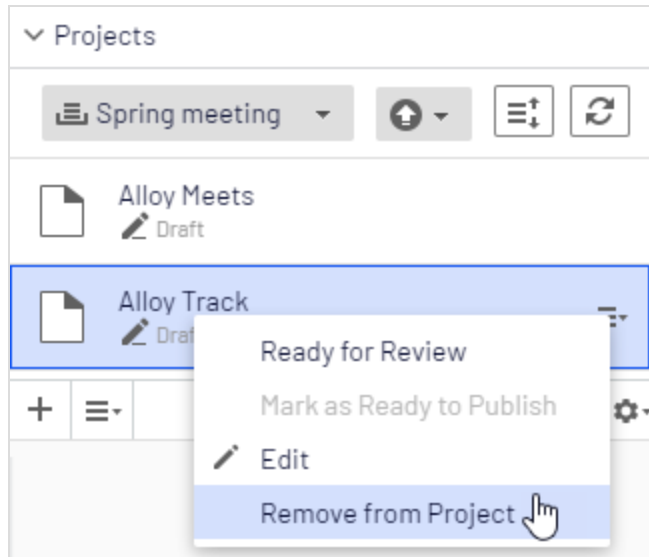 Projects
Spring meeting
Alloy Meets
Draft
Alloy Track
Draf
Ready for Review
Mark as Ready to Publish
Edit
Remove from Project